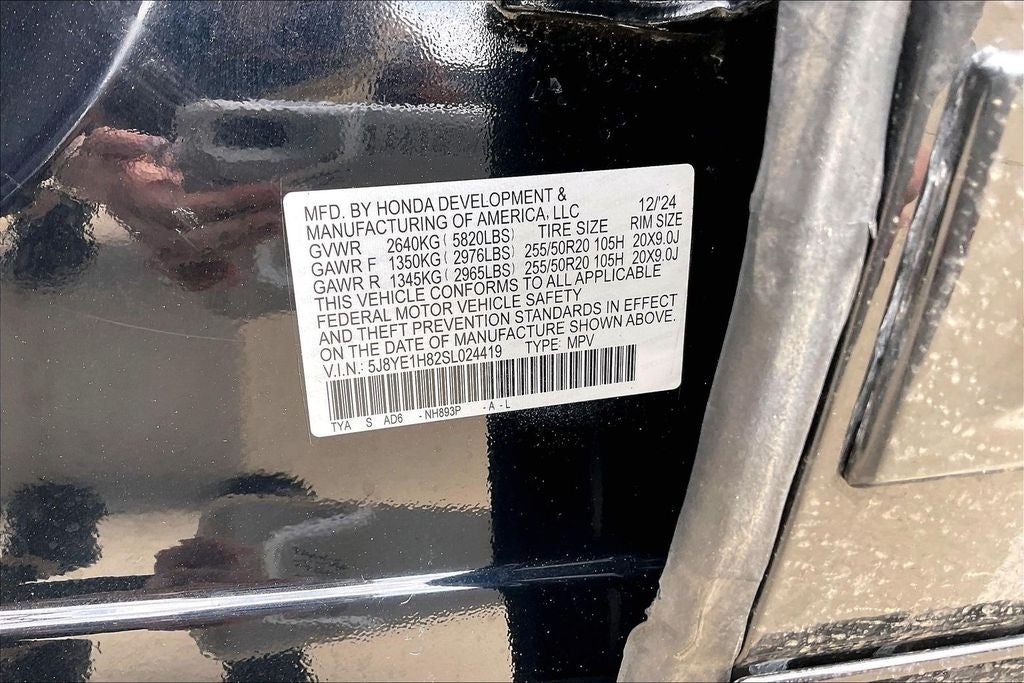 MFD. BY HONDA DEVELOPMENT &
MANUFACTURING OF AMERICA, LLC 12/'24
GVWR 2640KG ( 5820LBS) TIRE SIZE RIM SIZE
GAWR F 1350KG ( 2976LBS) 255/50R20 105H 20X9.0J
GAWR R 1345KG ( 2965LBS) 255/50R20 105H 20X9.0J
THIS VEHICLE CONFORMS TO ALL APPLICABLE
FEDERAL MOTOR VEHICLE SAFETY
AND THEFT PREVENTION STANDARDS IN EFFECT
ON THE DATE OF MANUFACTURE SHOWN ABOVE.
V.I.N.: 5J8YE1H82SL024419 TYPE: MPV
TYA S AD6 - NH893P - A - L